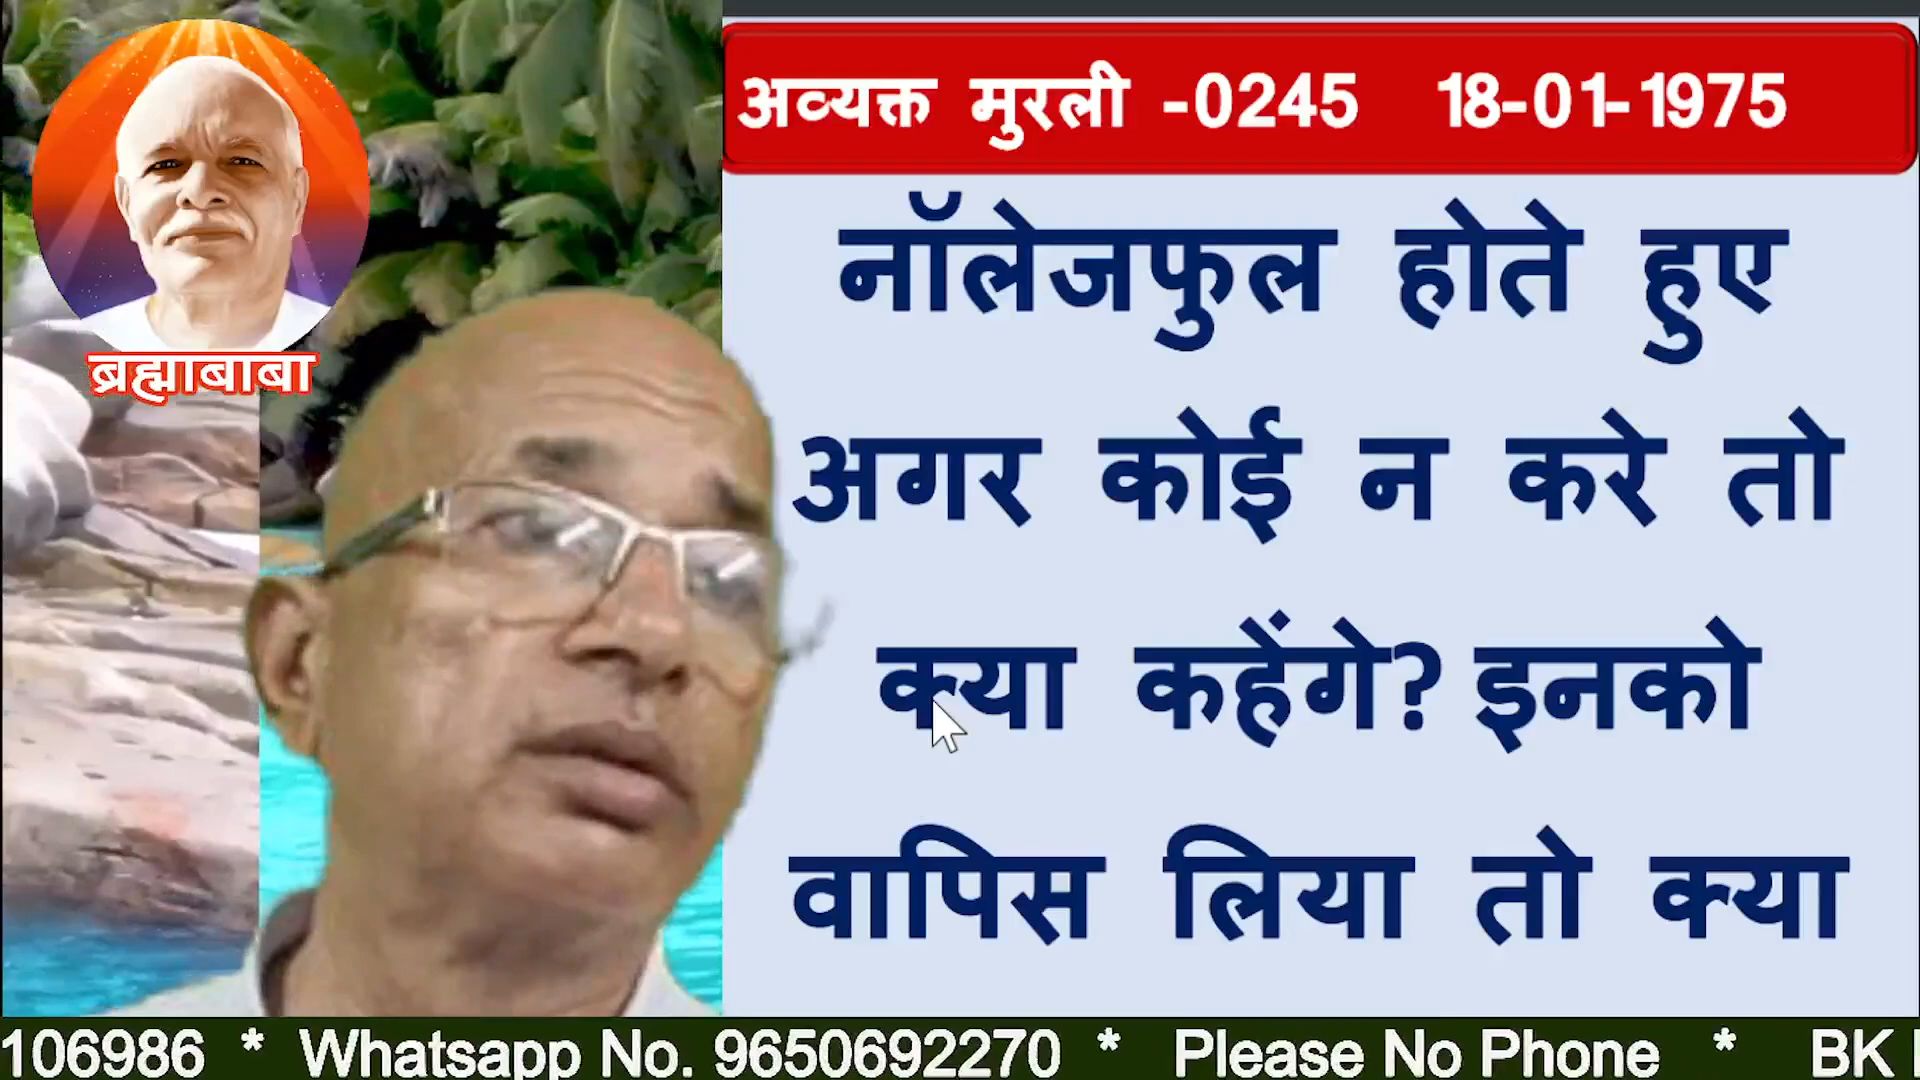 अव्यक्त मुरली -0245 18-01-1975
ब्रह्माबाबा
नॉलेजफुल होते हुए
अगर कोई न करे तो
क्या कहेंगे? इनको
वापिस लिया तो क्या
106986 * Whatsapp No. 9650692270 * Please No Phone * BK